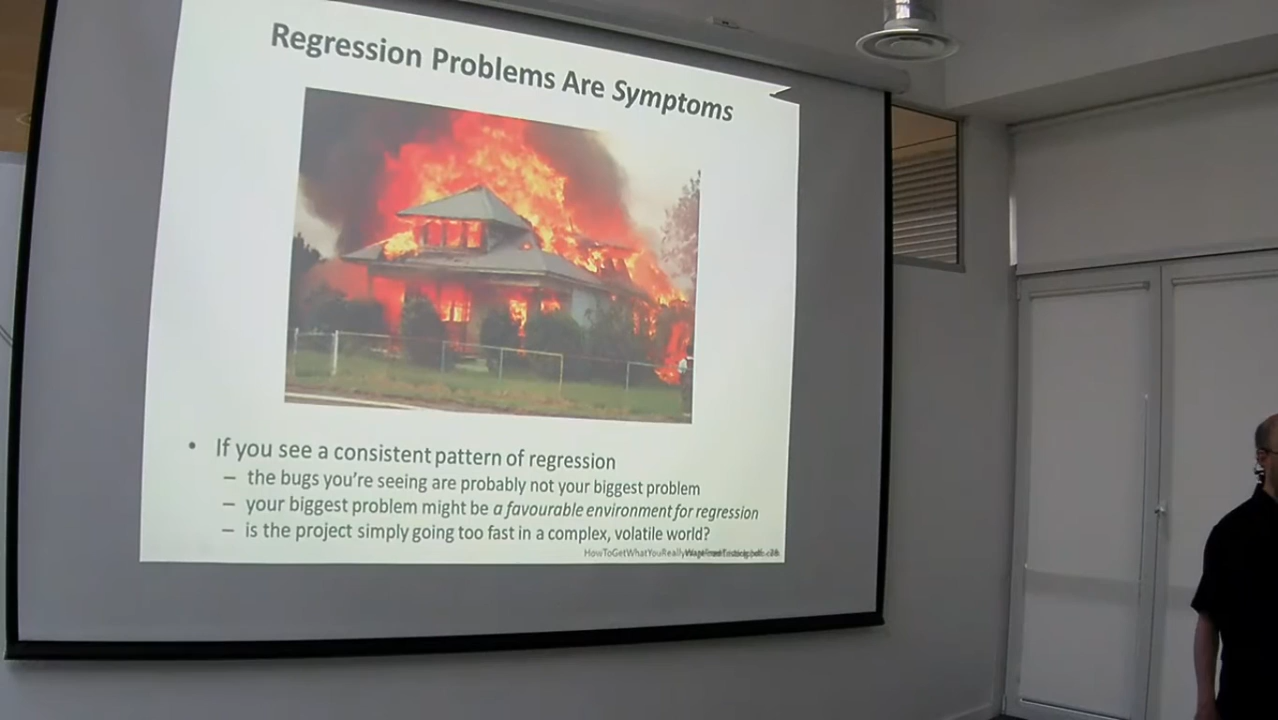 Regression Problems Are Symptoms
• If you see a consistent pattern of regression
– the bugs you're seeing are probably not your biggest problem
– your biggest problem might be a favourable environment for regression
– is the project simply going too fast in a complex, volatile world?
HowToGetWhatYouReally